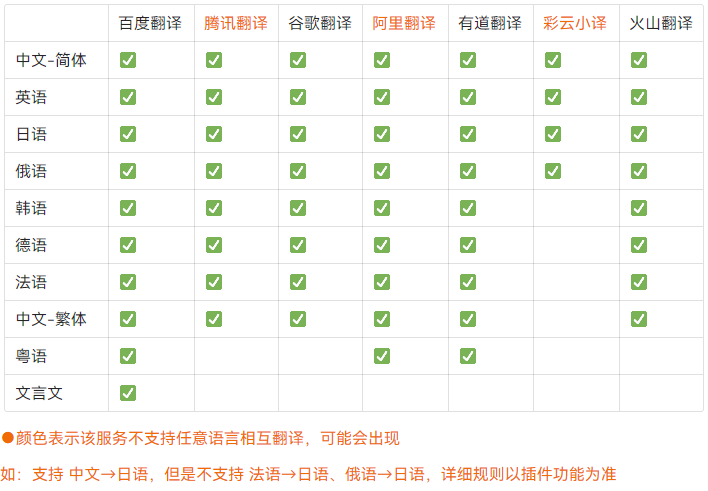 百度翻译 腾讯翻译 谷歌翻译 阿里翻译 有道翻译 彩云小译 火山翻译
中文-简体 ✅ ✅ ✅ ✅ ✅ ✅ ✅
英语 ✅ ✅ ✅ ✅ ✅ ✅ ✅
日语 ✅ ✅ ✅ ✅ ✅ ✅ ✅
俄语 ✅ ✅ ✅ ✅ ✅ ✅ ✅
韩语 ✅ ✅ ✅ ✅ ✅ ✅
德语 ✅ ✅ ✅ ✅ ✅ ✅
法语 ✅ ✅ ✅ ✅ ✅ ✅
中文-繁体 ✅ ✅ ✅ ✅ ✅ ✅
粤语 ✅ ✅ ✅
文言文 ✅
●颜色表示该服务不支持任意语言相互翻译，可能会出现
如：支持 中文→日语，但是不支持 法语→日语、俄语→日语，详细规则以插件功能为准